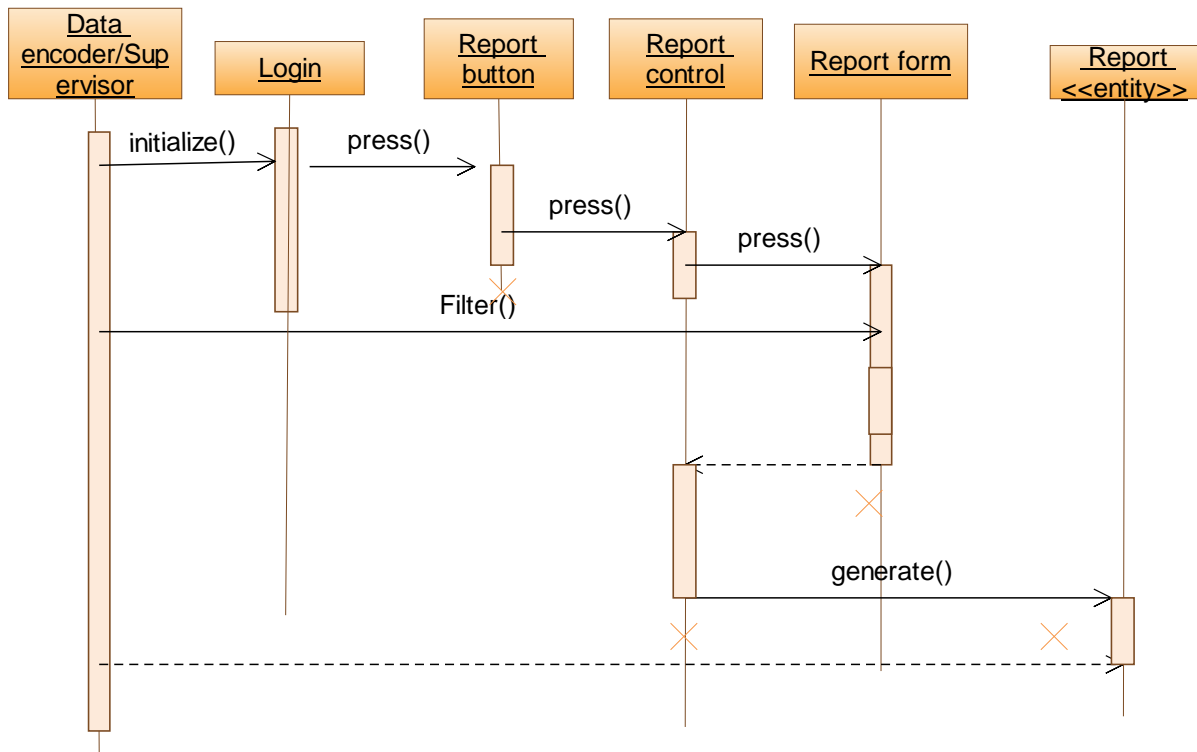 Data
encoder/Sup
ervisor
Login
Report
button
Report
control
Report form
Report
<<entity>>
initialize()
press()
press()
press()
Filter()
generate()